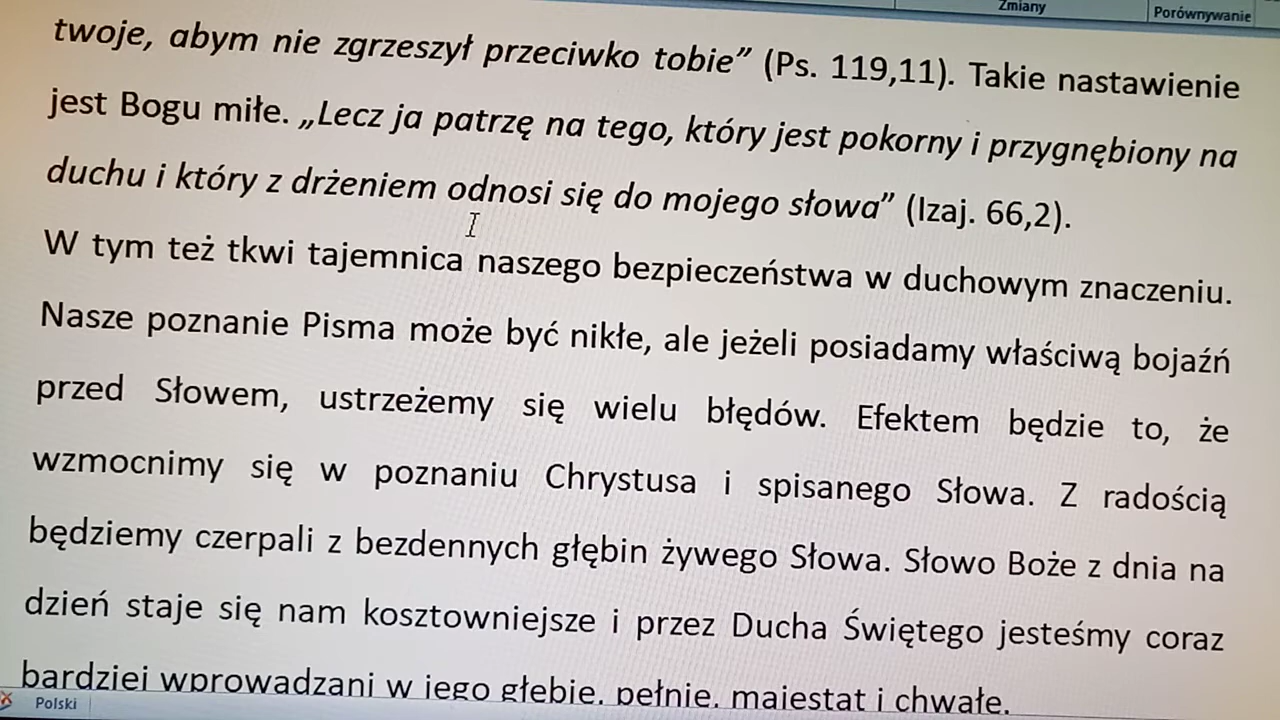 Zmiany
Porównywanie
twoje, abym nie zgrzeszył przeciwko tobie” (Ps. 119,11). Takie nastawienie
jest Bogu miłe. „Lecz ja patrzę na tego, który jest pokorny i przygnębiony na
duchu i który z drżeniem odnosi się do mojego słowa” (Izaj. 66,2).
W tym też tkwi tajemnica naszego bezpieczeństwa w duchowym znaczeniu.
Nasze poznanie Pisma może być nikłe, ale jeżeli posiadamy właściwą bojaźń
przed Słowem, ustrzeżemy się wielu błędów. Efektem będzie to, że
wzmocnimy się w poznaniu Chrystusa i spisanego Słowa. Z radością
będziemy czerpali z bezdennych głębin żywego Słowa. Słowo Boże z dnia na
dzień staje się nam kosztowniejsze i przez Ducha Świętego jesteśmy coraz
bardziej wprowadzani w jego głębię, pełnię, majestat i chwałę.
Polski